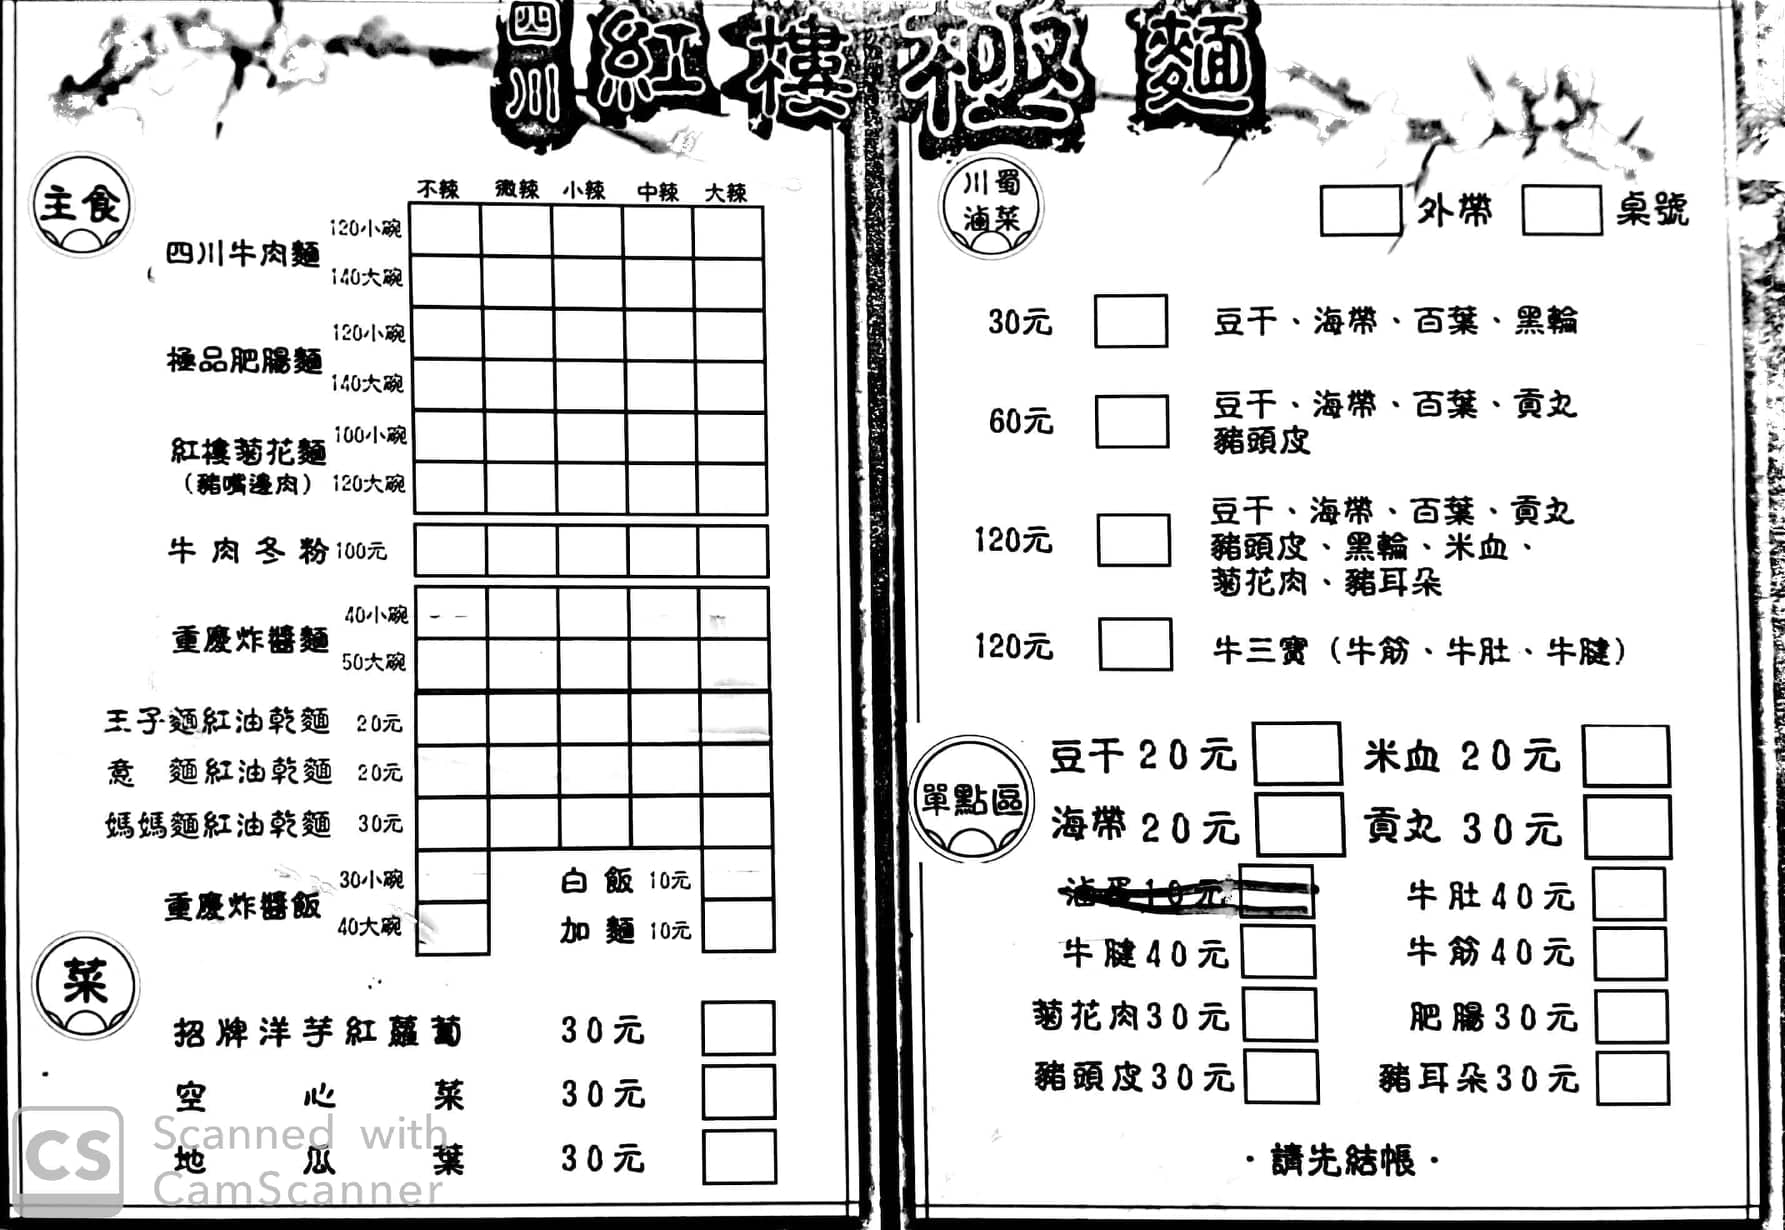 四川 紅樓極麵
主食
不辣 微辣 小辣 中辣 大辣
四川牛肉麵
120小碗
140大碗
極品肥腸麵
120小碗
140大碗
紅樓菊花麵
(豬嘴邊肉)
100小碗
120大碗
牛肉冬粉 100元
重慶炸醬麵
40小碗
50大碗
王子麵紅油乾麵 20元
意 麵紅油乾麵 20元
媽媽麵紅油乾麵 30元
重慶炸醬飯
30小碗
40大碗
白飯 10元
加麵 10元
菜
招牌洋芋紅蘿蔔 30元
空心菜 30元
地瓜葉 30元
川蜀
滷菜
外帶 桌號
30元 豆干、海帶、百葉、黑輪
60元 豆干、海帶、百葉、貢丸
豬頭皮
120元 豆干、海帶、百葉、貢丸
豬頭皮、黑輪、米血、
菊花肉、豬耳朵
120元 牛三寶(牛筋、牛肚、牛腱)
單點區
豆干20元 米血20元
海帶20元 貢丸30元
滷蛋10元 牛肚40元
牛腱40元 牛筋40元
菊花肉30元 肥腸30元
豬頭皮30元 豬耳朵30元
·請先結帳·
CS Scanned with
CamScanner